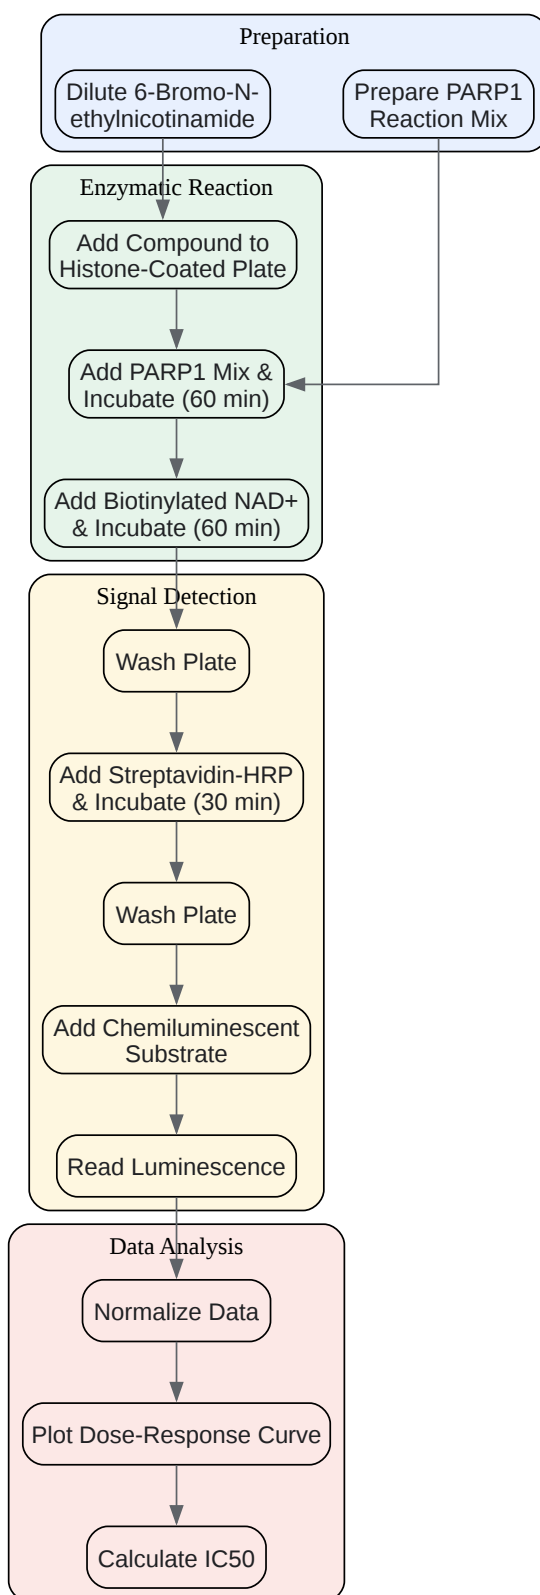 Preparation
Dilute 6-Bromo-N-
ethylnicotinamide
Prepare PARP1
Reaction Mix
Enzymatic Reaction
Add Compound to
Histone-Coated Plate
Add PARP1 Mix &
Incubate (60 min)
Add Biotinylated NAD+
& Incubate (60 min)
Signal Detection
Wash Plate
Add Streptavidin-HRP
& Incubate (30 min)
Wash Plate
Add Chemiluminescent
Substrate
Read Luminescence
Data Analysis
Normalize Data
Plot Dose-Response Curve
Calculate IC50